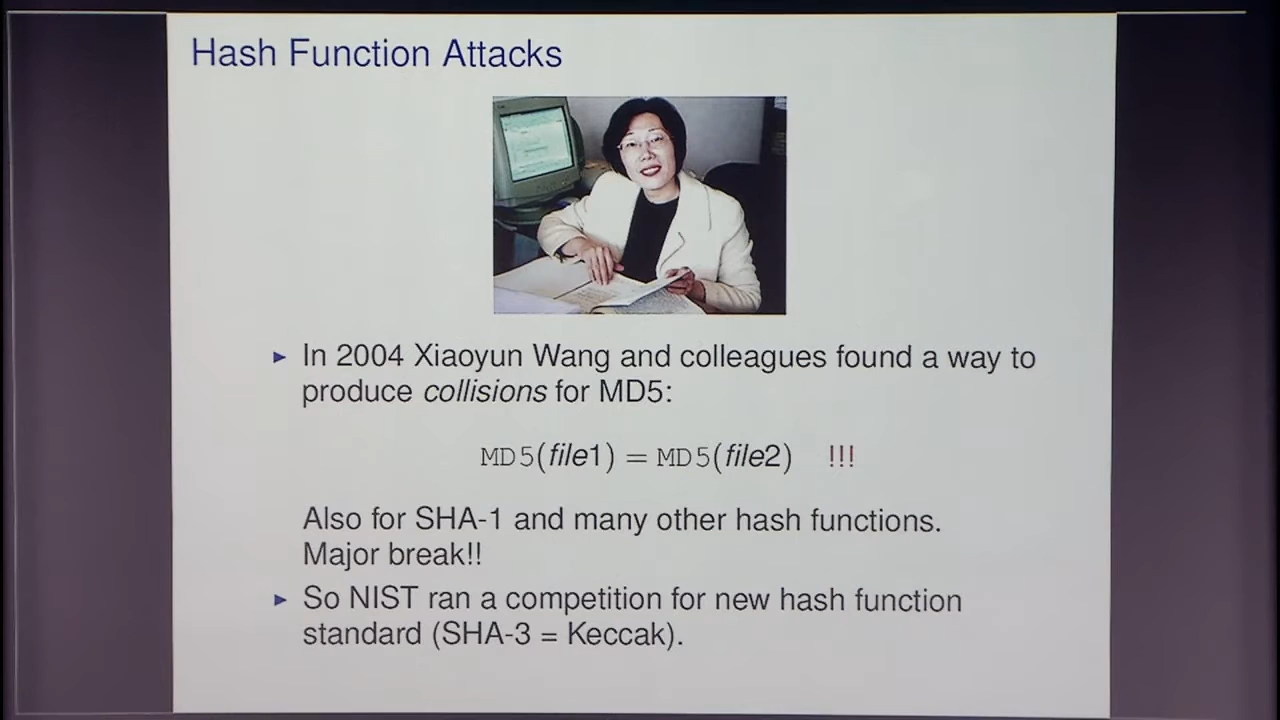 Hash Function Attacks
▸ In 2004 Xiaoyun Wang and colleagues found a way to
produce collisions for MD5:
MD5(file1) = MD5(file2) !!!
Also for SHA-1 and many other hash functions.
Major break!!
▸ So NIST ran a competition for new hash function
standard (SHA-3 = Keccak).